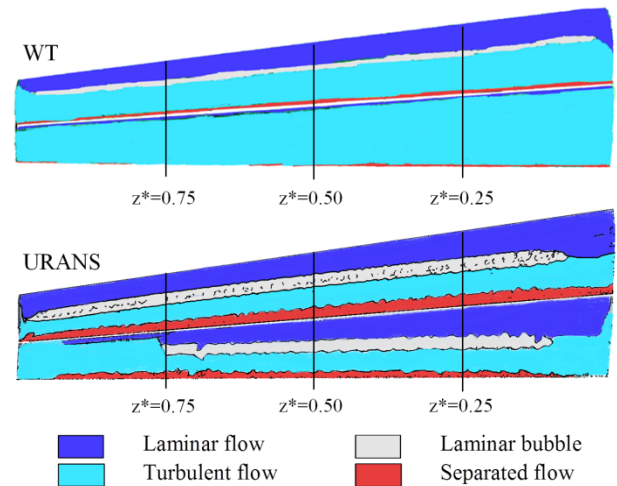 WT
z*=0.75 z*=0.50 z*=0.25
URANS
z*=0.75 z*=0.50 z*=0.25
Laminar flow Laminar bubble
Turbulent flow Separated flow